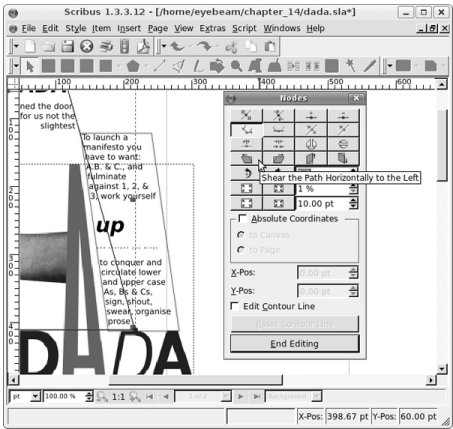 Scribus 1.3.3.12 - [/home/eyebeam/chapter_14/dada.sla*]
File Edit Style Item Insert Page View Extras Script Windows Help
100 200 300 400 500 600
DADA
ned the door
for us not the
slightest
To launch a
manifesto you
have to want:
A.B. & C., and
fulminate
against 1, 2, &
3, work yourself
up
to conquer and
circulate lower
and upper case
As, Bs & Cs,
sign, shout,
swear, organise
prose
DADA
Nodes
Shear the Path Horizontally to the Left
1 %
10.00 pt
Absolute Coordinates
to Canvas
to Page
X-Pos: 0.00 pt
Y-Pos: 0.00 pt
Edit Contour Line
Reset Contour Line
End Editing
pt 100.00 % 1:1 1 of 2 Background
X-Pos: 398.67 pt Y-Pos: 60.00 pt